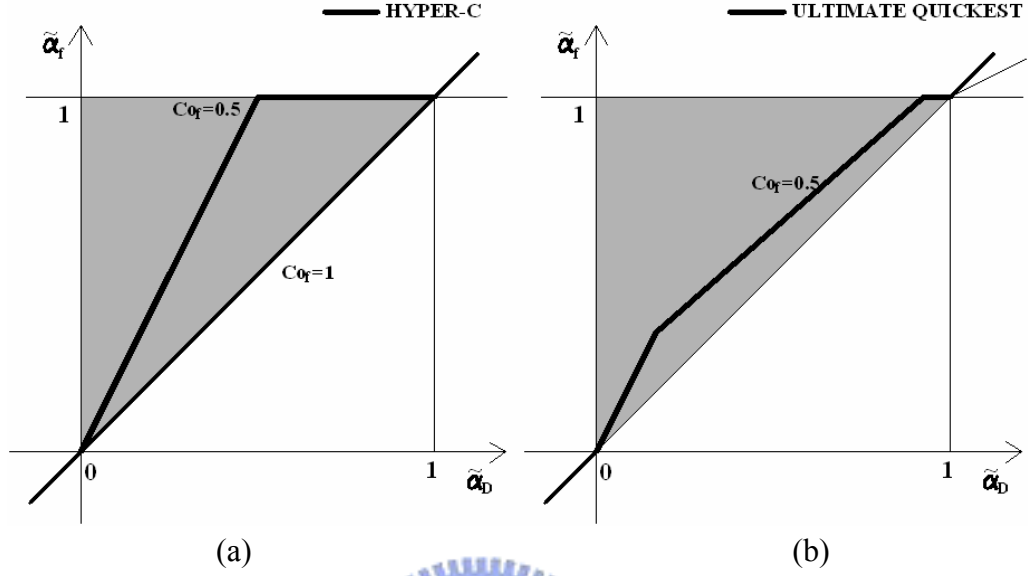 HYPER-C
α̃f
1
Cof=0.5
Cof=1
0
1
α̃D
(a)
ULTIMATE QUICKEST
α̃f
1
Cof=0.5
0
1
α̃D
(b)